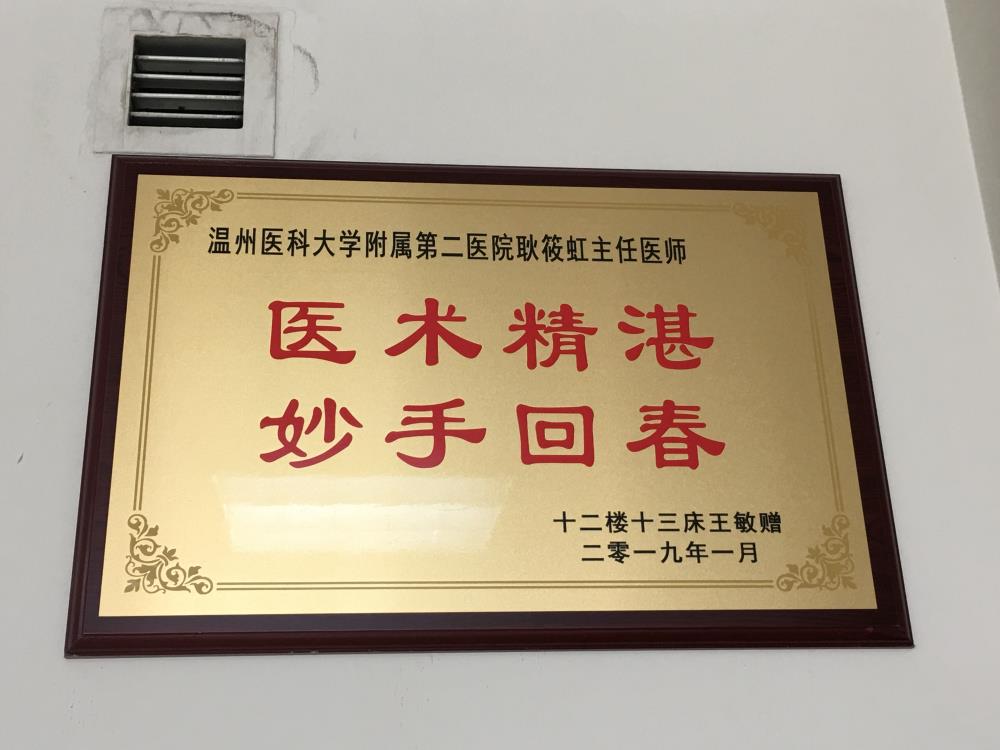 温州医科大学附属第二医院耿筱虹主任医师
医术精湛
妙手回春
十二楼十三床王敏赠
二零一九年一月